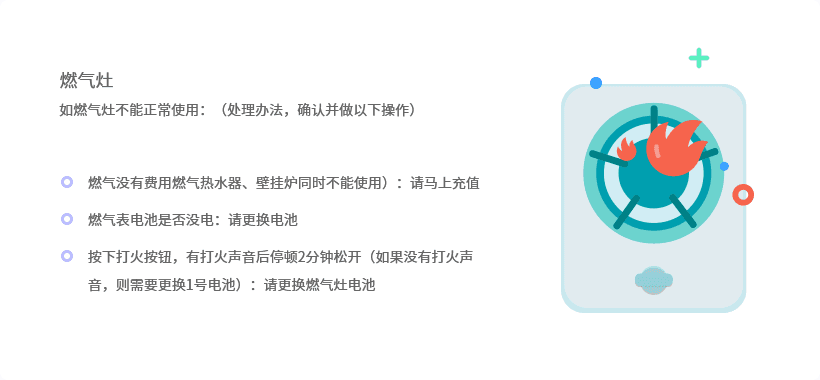 燃气灶
如燃气灶不能正常使用：（处理办法，确认并做以下操作）
燃气没有费用燃气热水器、壁挂炉同时不能使用）：请马上充值
燃气表电池是否没电：请更换电池
按下打火按钮，有打火声音后停顿2分钟松开（如果没有打火声
音，则需要更换1号电池）：请更换燃气灶电池